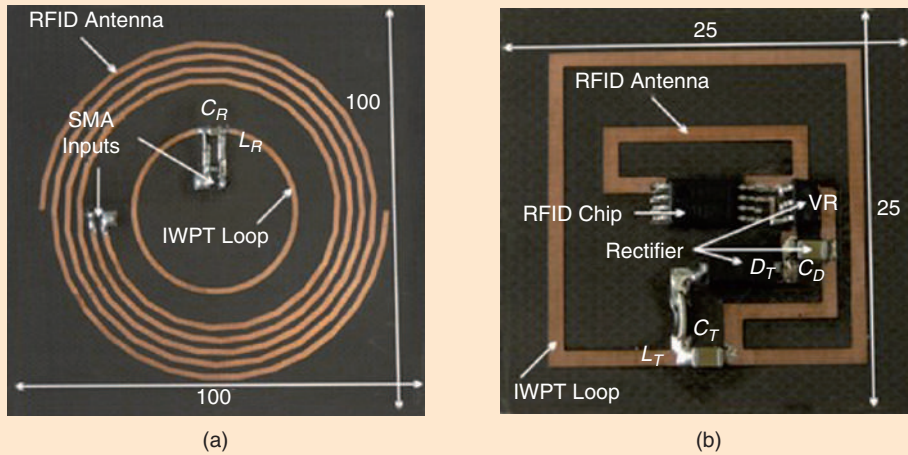 RFID Antenna
100
SMA
Inputs
C_R
L_R
IWPT Loop
100
(a)
25
RFID Antenna
RFID Chip
VR
25
Rectifier
D_T
C_D
C_T
L_T
IWPT Loop
(b)